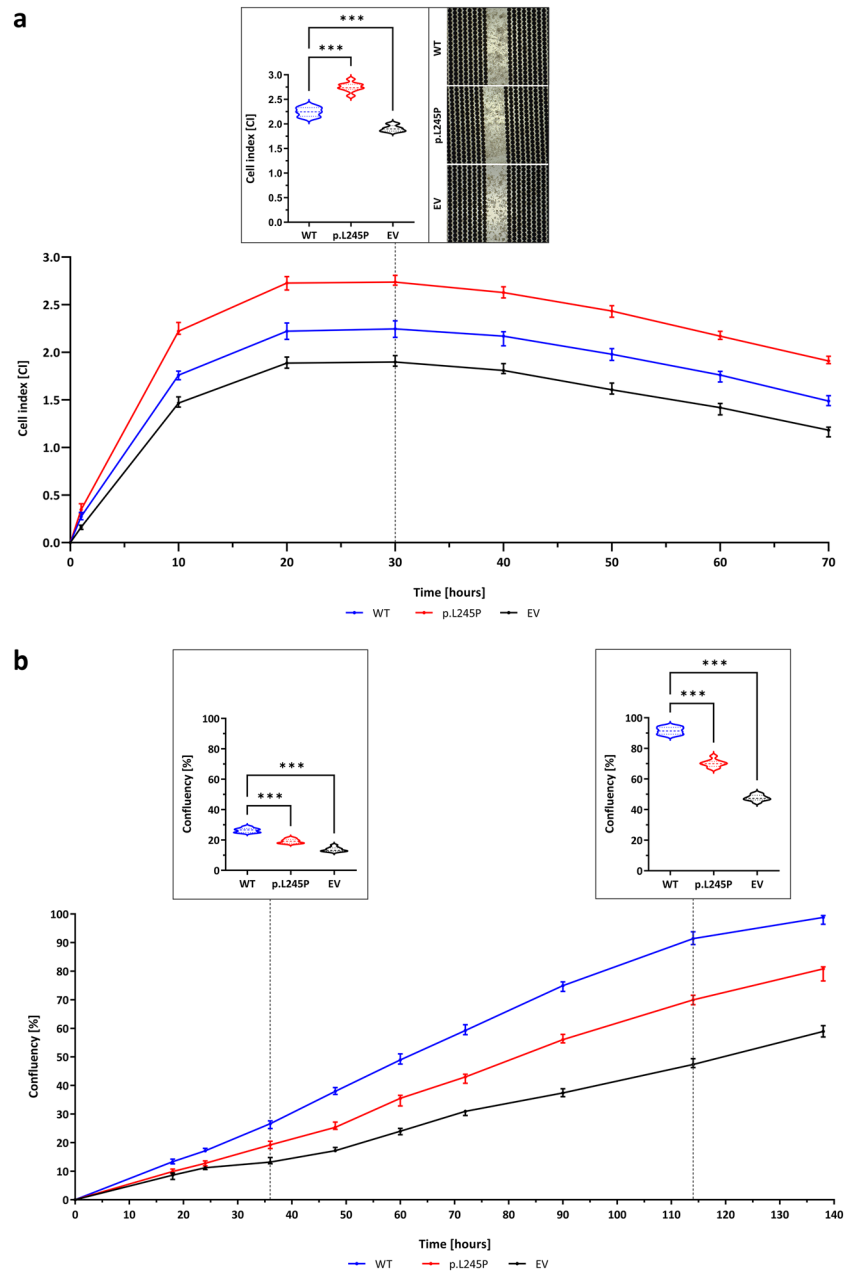 a
***
***
3.0
2.5
2.0
1.5
1.0
2.5
0.0
Cell index [CI]
WT p.L245P EV
WT
p.L245P
EV
3.0
2.5
2.0
1.5
1.0
0.5
0.0
Cell index [CI]
0 10 20 30 40 50 60 70
Time [hours]
WT p.L245P EV
b
***
***
100
80
60
40
20
0
Confluency [%]
WT p.L245P EV
***
***
100
80
60
40
20
0
Confluency [%]
WT p.L245P EV
100
90
80
70
60
50
40
30
20
10
0
Confluency [%]
0 10 20 30 40 50 60 70 80 90 100 110 120 130 140
Time [hours]
WT p.L245P EV